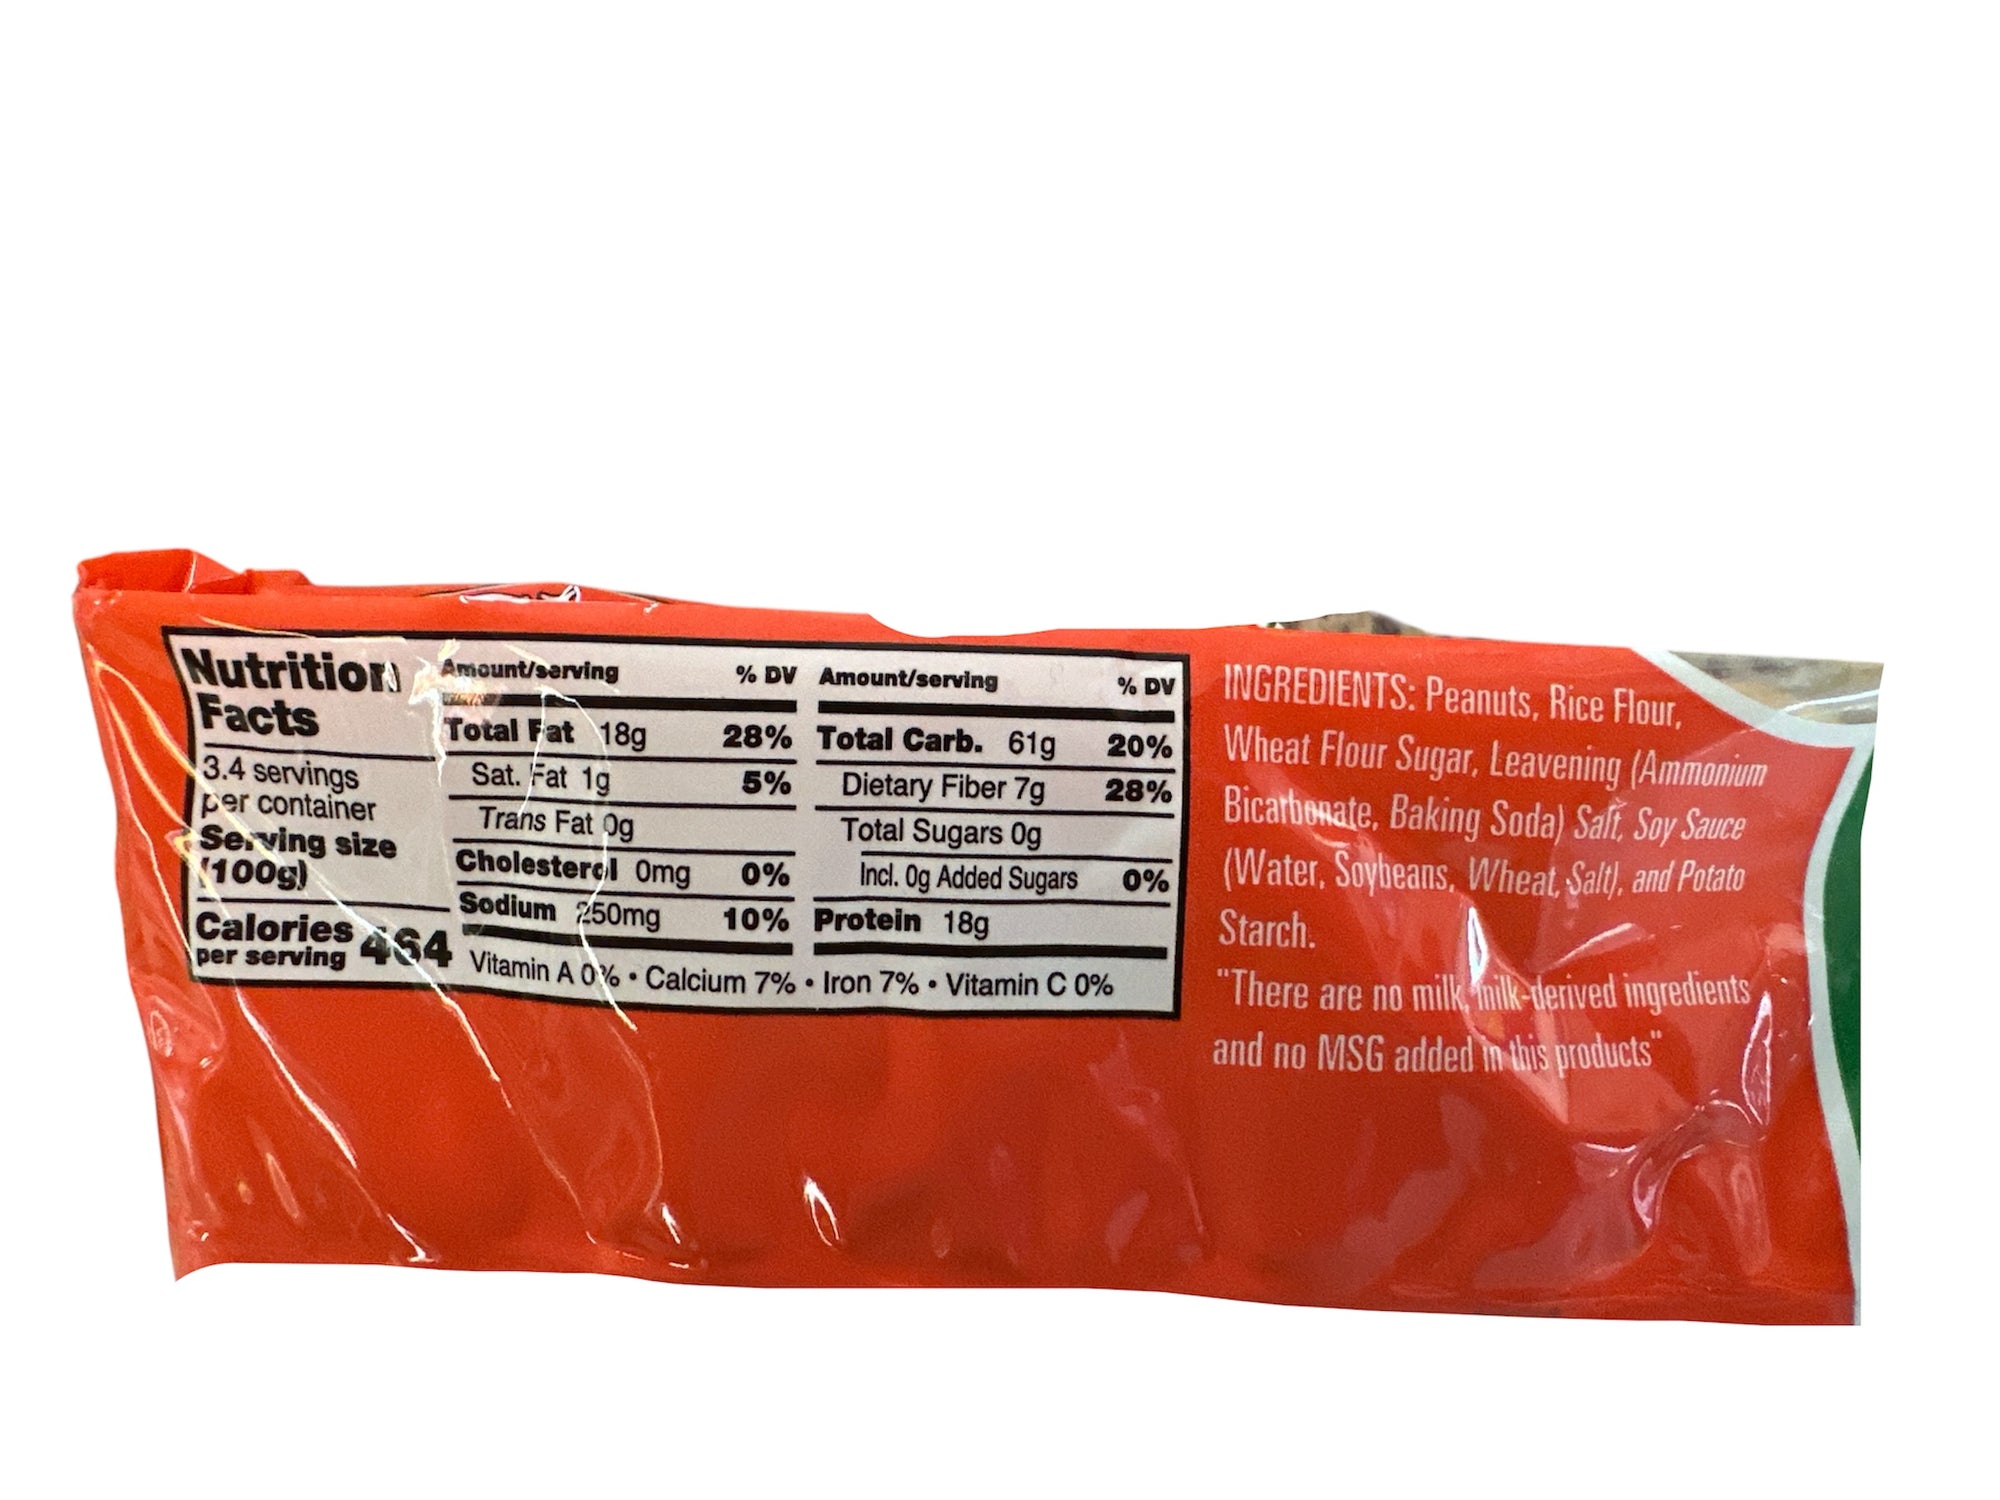 Nutrition
Facts
3.4 servings
per container
Serving size
(100g)
Calories
per serving 464
Amount/serving % DV
Total Fat 18g 28%
Sat. Fat 1g 5%
Trans Fat 0g
Cholesterol 0mg 0%
Sodium 250mg 10%
Amount/serving % DV
Total Carb. 61g 20%
Dietary Fiber 7g 28%
Total Sugars 0g
Incl. 0g Added Sugars 0%
Protein 18g
Vitamin A 0% • Calcium 7% • Iron 7% • Vitamin C 0%
INGREDIENTS: Peanuts, Rice Flour,
Wheat Flour Sugar, Leavening (Ammonium
Bicarbonate, Baking Soda) Salt, Soy Sauce
(Water, Soybeans, Wheat, Salt), and Potato
Starch.
"There are no milk, milk-derived ingredients
and no MSG added in this products"